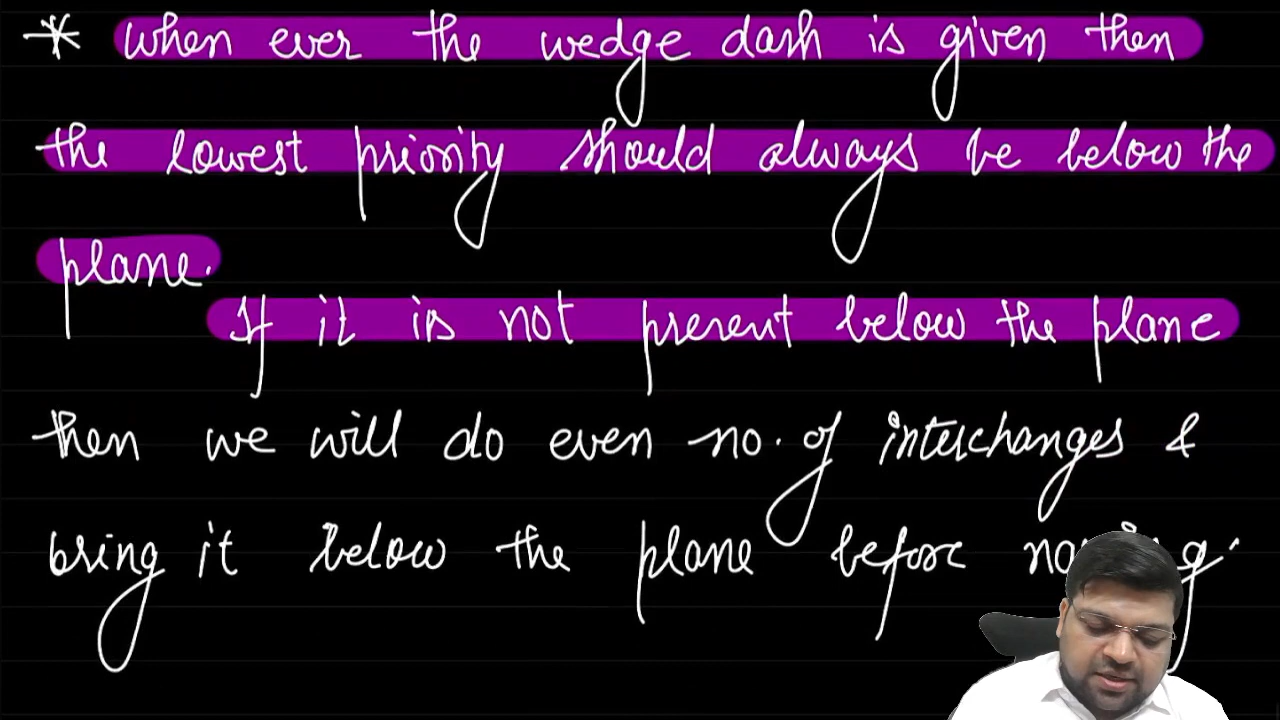 * when ever the wedge dash is given then
the lowest priority should always be below the
plane.
If it is not present below the plane
then we will do even no. of interchanges &
bring it below the plane before